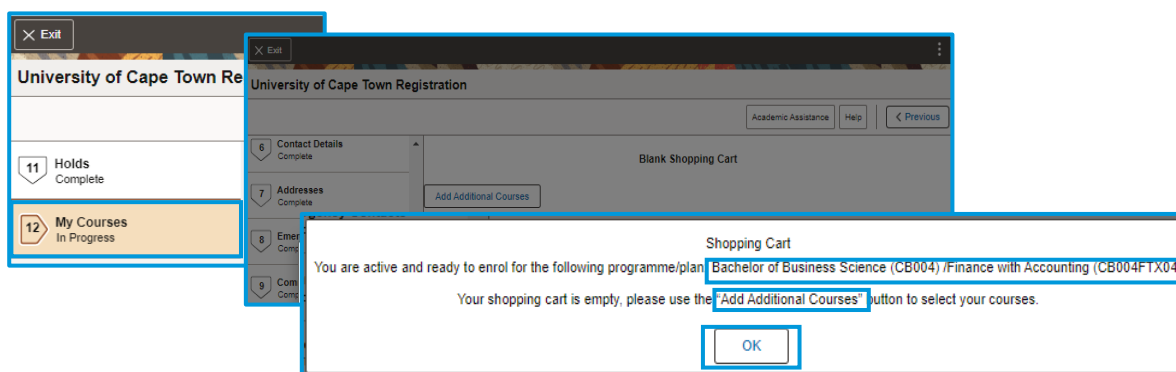 Exit
University of Cape Town Re
11 Holds
Complete
12 My Courses
In Progress
Exit
University of Cape Town Registration
Academic Assistance Help Previous
6 Contact Details
Complete
Blank Shopping Cart
7 Addresses
Complete
Add Additional Courses
8 Emer
Comp
9 Com
Comp
Shopping Cart
You are active and ready to enrol for the following programme/plan Bachelor of Business Science (CB004) /Finance with Accounting (CB004FTX04
Your shopping cart is empty, please use the "Add Additional Courses" button to select your courses.
OK